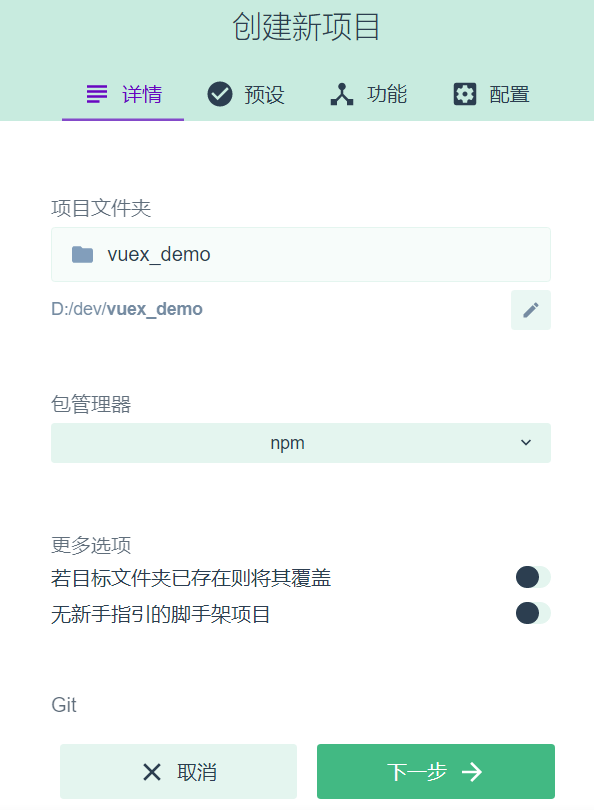 创建新项目
详情 预设 功能 配置
项目文件夹
vuex_demo
D:/dev/vuex_demo
包管理器
npm
更多选项
若目标文件夹已存在则将其覆盖
无新手指引的脚手架项目
Git
取消 下一步